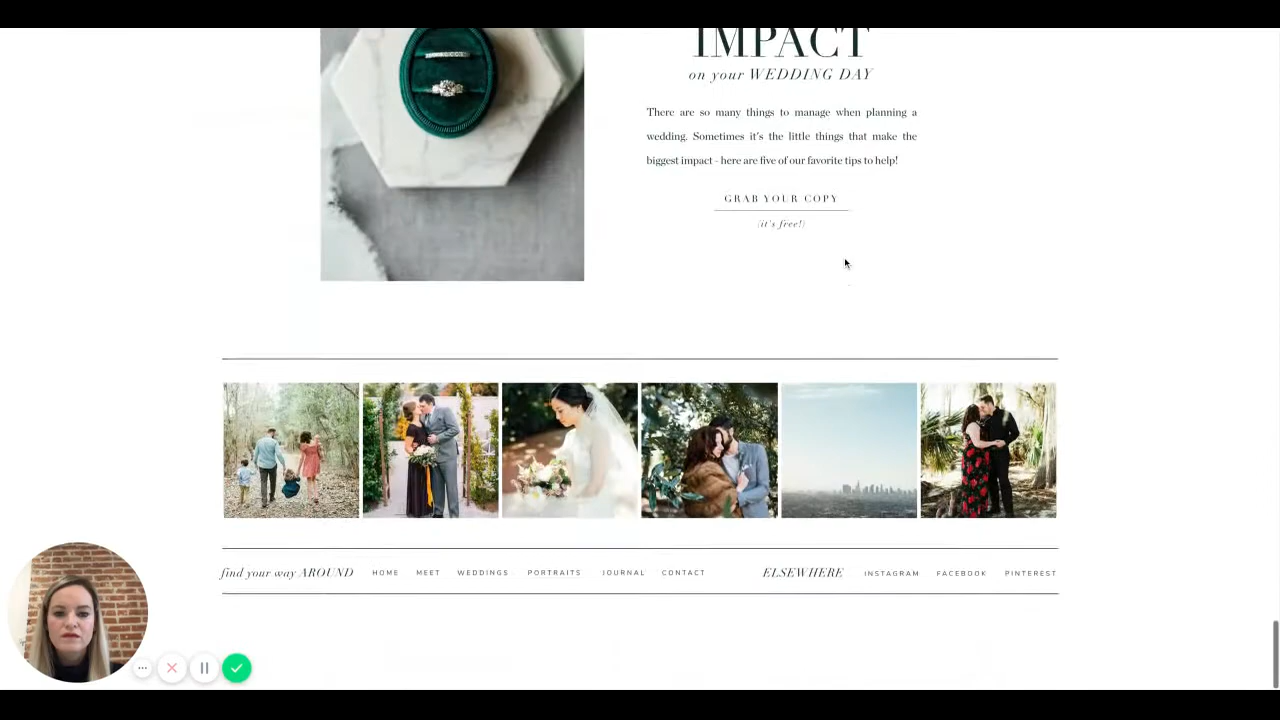 IMPACT
on your WEDDING DAY
There are so many things to manage when planning a
wedding. Sometimes it's the little things that make the
biggest impact - here are five of our favorite tips to help!
GRAB YOUR COPY
(it's free!)
find your way AROUND HOME MEET WEDDINGS PORTRAITS JOURNAL CONTACT ELSEWHERE INSTAGRAM FACEBOOK PINTEREST